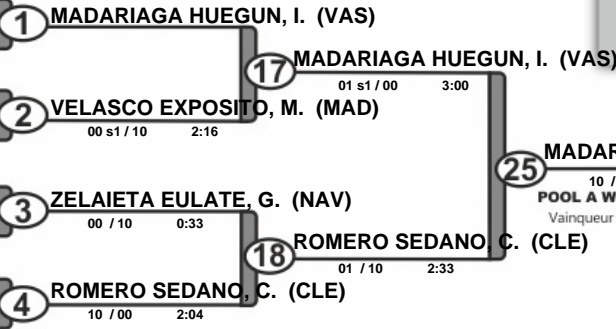 1 MADARIAGA HUEGUN, I. (VAS)
17 MADARIAGA HUEGUN, I. (VAS)
01 s1 / 00 3:00
2 VELASCO EXPOSITO, M. (MAD)
00 s1 / 10 2:16
25 MADAR
10 /
POOL A W
Vainqueur
3 ZELAIETA EULATE, G. (NAV)
00 / 10 0:33
18 ROMERO SEDANO, C. (CLE)
01 / 10 2:33
4 ROMERO SEDANO, C. (CLE)
10 / 00 2:04